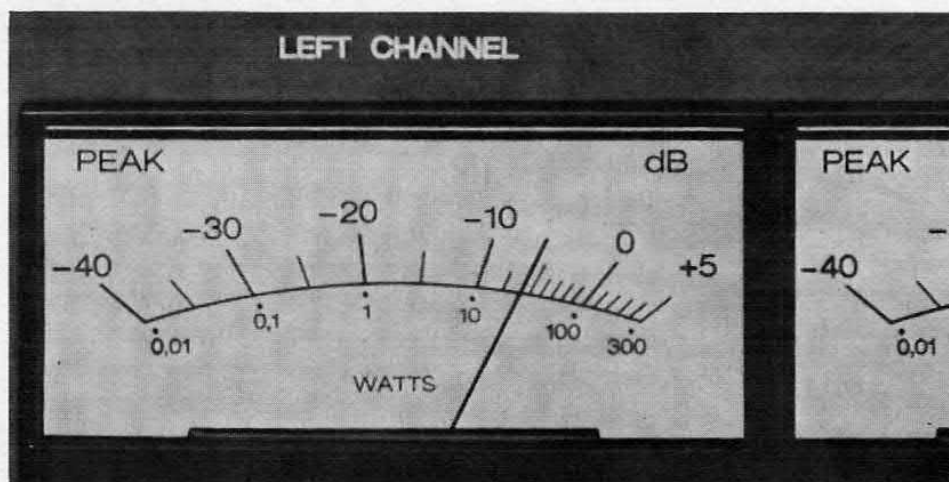 LEFT CHANNEL
PEAK dB
-40 -30 -20 -10 0 +5
0,01 0,1 1 10 100 300
WATTS
PEAK
-40
0,01